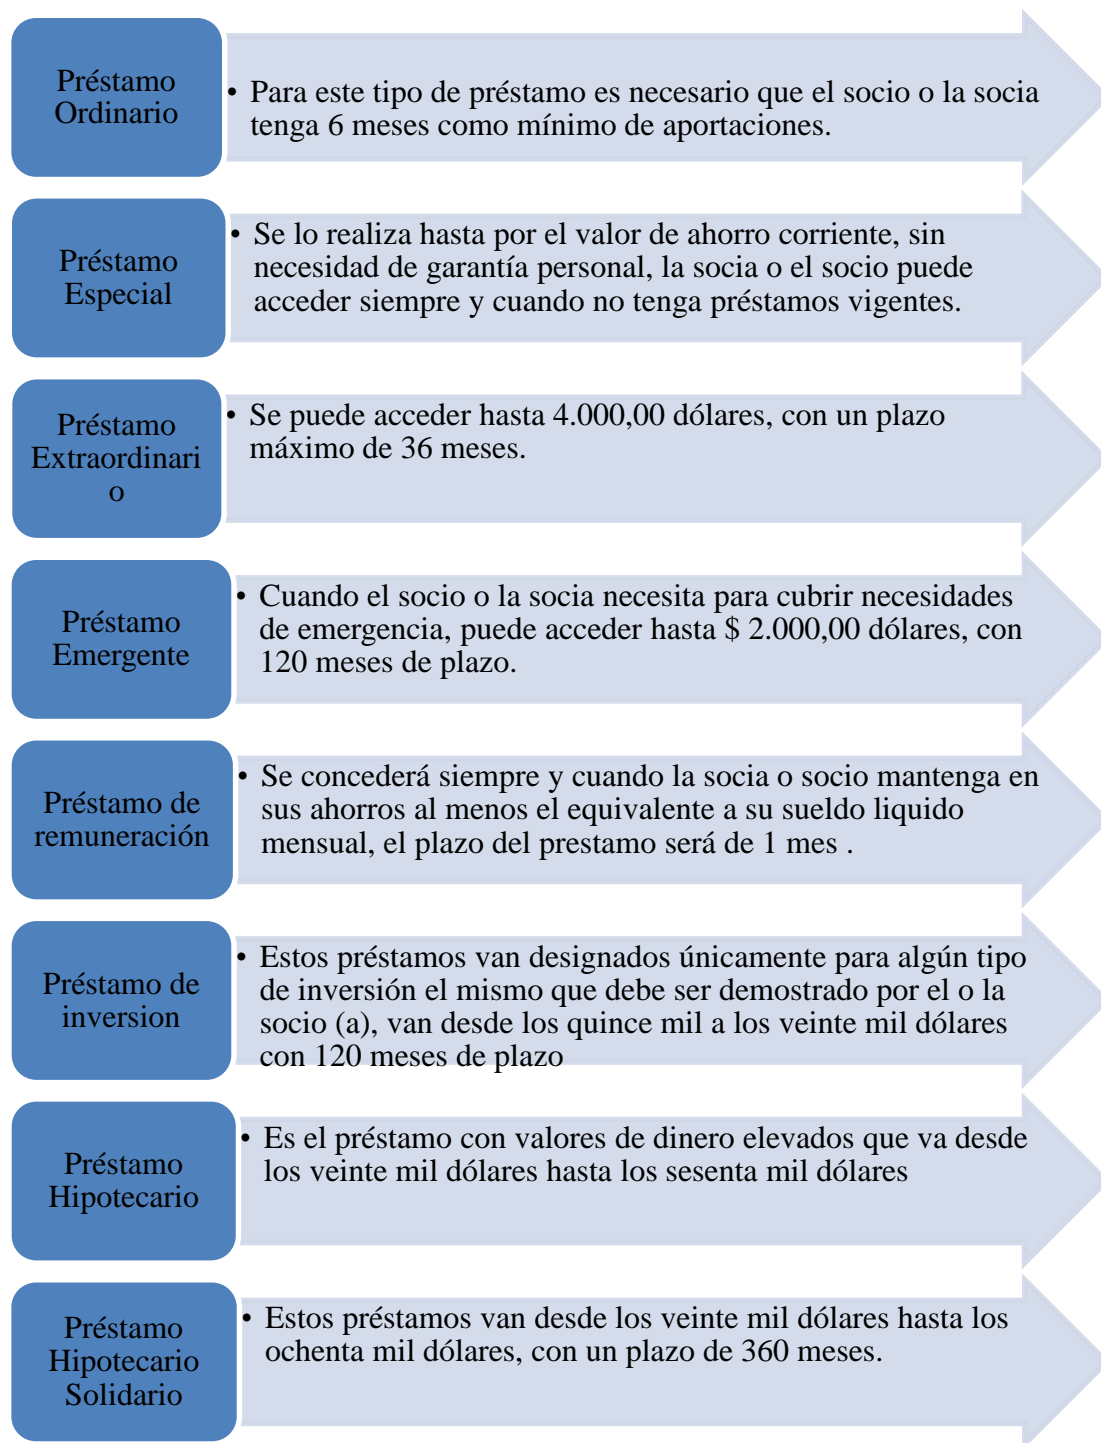 Préstamo
Ordinario
• Para este tipo de préstamo es necesario que el socio o la socia
tenga 6 meses como mínimo de aportaciones.
Préstamo
Especial
• Se lo realiza hasta por el valor de ahorro corriente, sin
necesidad de garantía personal, la socia o el socio puede
acceder siempre y cuando no tenga préstamos vigentes.
Préstamo
Extraordinari
o
• Se puede acceder hasta 4.000,00 dólares, con un plazo
máximo de 36 meses.
Préstamo
Emergente
• Cuando el socio o la socia necesita para cubrir necesidades
de emergencia, puede acceder hasta $ 2.000,00 dólares, con
120 meses de plazo.
Préstamo de
remuneración
• Se concederá siempre y cuando la socia o socio mantenga en
sus ahorros al menos el equivalente a su sueldo liquido
mensual, el plazo del prestamo será de 1 mes .
Préstamo de
inversion
• Estos préstamos van designados únicamente para algún tipo
de inversión el mismo que debe ser demostrado por el o la
socio (a), van desde los quince mil a los veinte mil dólares
con 120 meses de plazo
Préstamo
Hipotecario
• Es el préstamo con valores de dinero elevados que va desde
los veinte mil dólares hasta los sesenta mil dólares
Préstamo
Hipotecario
Solidario
• Estos préstamos van desde los veinte mil dólares hasta los
ochenta mil dólares, con un plazo de 360 meses.